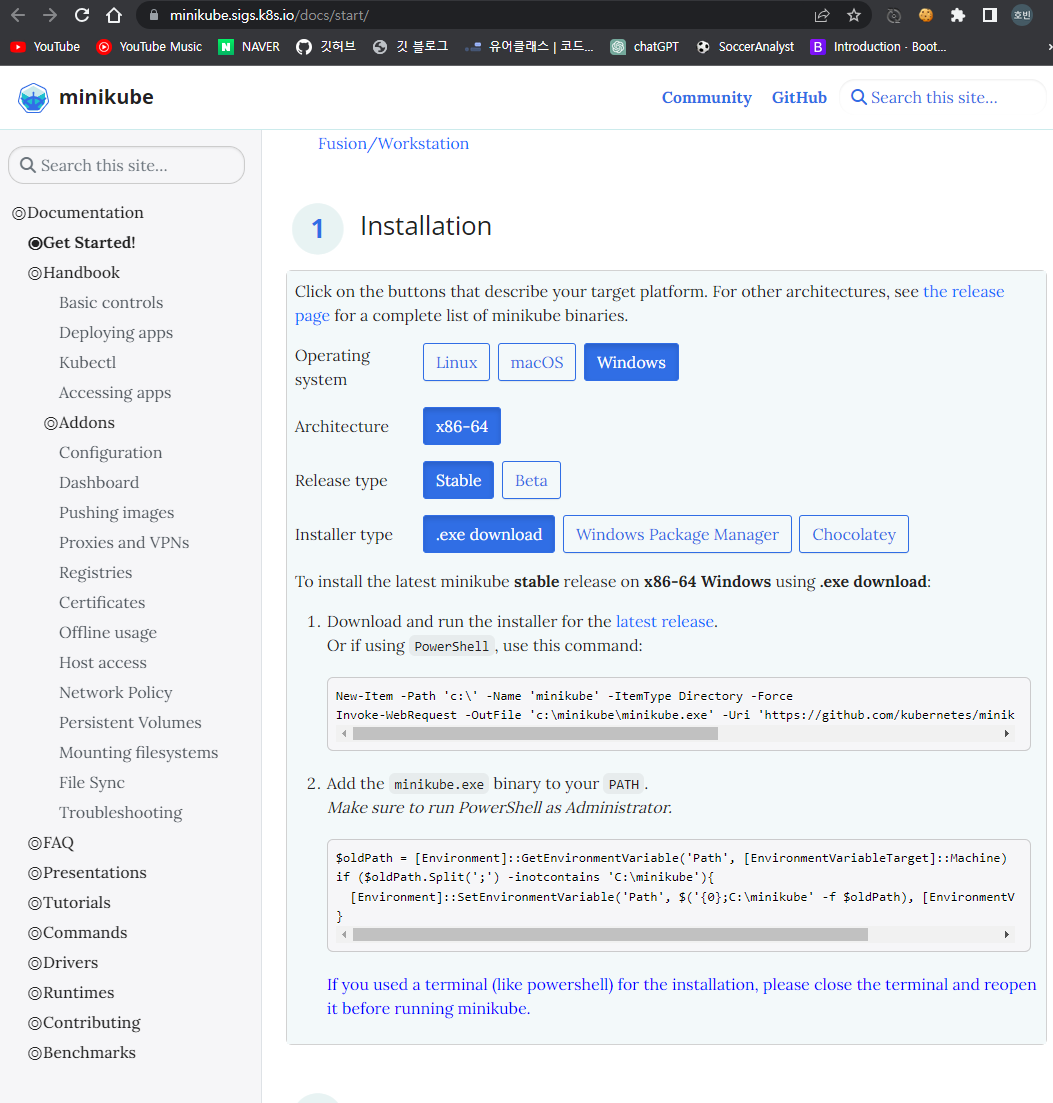 minikube.sigs.k8s.io/docs/start/
호빈
YouTube YouTube Music NAVER 깃허브 깃 블로그 유어클래스 | 코드... chatGPT SoccerAnalyst Introduction · Boot...
minikube
Community GitHub Search this site...
Search this site...
Documentation
Get Started!
Handbook
Basic controls
Deploying apps
Kubectl
Accessing apps
Addons
Configuration
Dashboard
Pushing images
Proxies and VPNs
Registries
Certificates
Offline usage
Host access
Network Policy
Persistent Volumes
Mounting filesystems
File Sync
Troubleshooting
FAQ
Presentations
Tutorials
Commands
Drivers
Runtimes
Contributing
Benchmarks
Fusion/Workstation
1 Installation
Click on the buttons that describe your target platform. For other architectures, see the release
page for a complete list of minikube binaries.
Operating
system
Linux macOS Windows
Architecture x86-64
Release type Stable Beta
Installer type .exe download Windows Package Manager Chocolatey
To install the latest minikube stable release on x86-64 Windows using .exe download:
1. Download and run the installer for the latest release.
Or if using PowerShell, use this command:
New-Item -Path 'c:\' -Name 'minikube' -ItemType Directory -Force
Invoke-WebRequest -OutFile 'c:\minikube\minikube.exe' -Uri 'https://github.com/kubernetes/minik
2. Add the minikube.exe binary to your PATH.
Make sure to run PowerShell as Administrator.
$oldPath = [Environment]::GetEnvironmentVariable('Path', [EnvironmentVariableTarget]::Machine)
if ($oldPath.Split(';') -inotcontains 'C:\minikube'){
[Environment]::SetEnvironmentVariable('Path', $('{0};C:\minikube' -f $oldPath), [EnvironmentV
}
If you used a terminal (like powershell) for the installation, please close the terminal and reopen
it before running minikube.